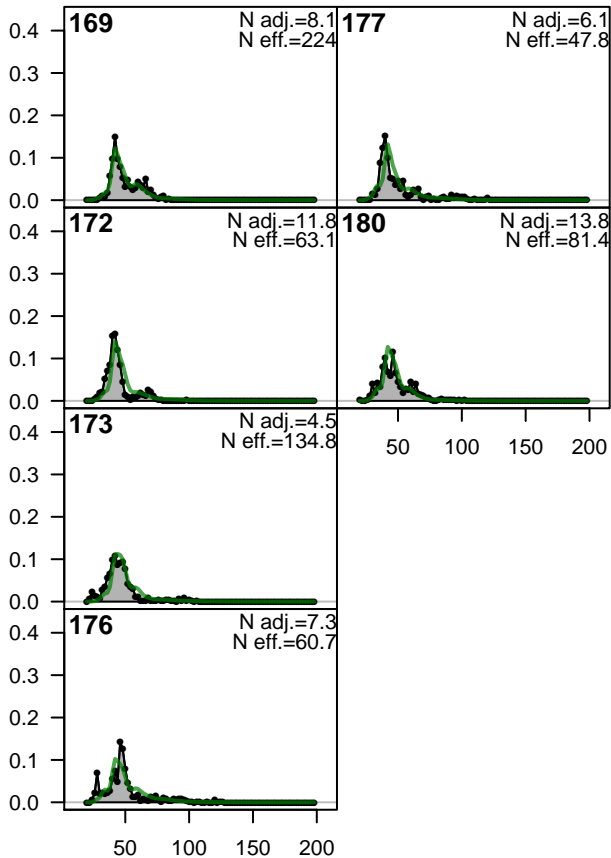 169
N adj.=8.1
N eff.=224
177
N adj.=6.1
N eff.=47.8
172
N adj.=11.8
N eff.=63.1
180
N adj.=13.8
N eff.=81.4
173
N adj.=4.5
N eff.=134.8
176
N adj.=7.3
N eff.=60.7
0.4
0.3
0.2
0.1
0.0
0.4
0.3
0.2
0.1
0.0
0.4
0.3
0.2
0.1
0.0
0.4
0.3
0.2
0.1
0.0
50 100 150 200
50 100 150 200